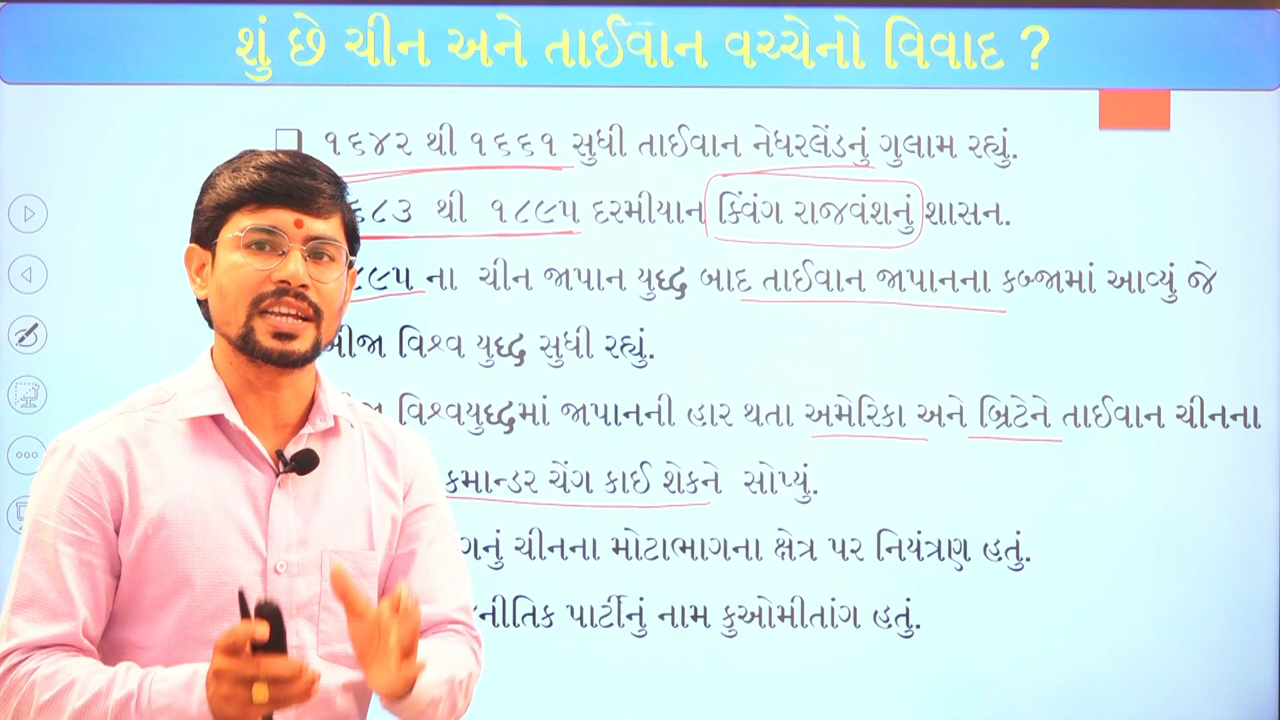 શું છે ચીન અને તાઈવાન વચ્ચેનો વિવાદ ?
૧૬૪૨ થી ૧૬૬૧ સુધી તાઈવાન નેધરલેંડનું ગુલામ રહ્યું.
૬૮૩ થી ૧૮૯૫ દરમીયાન ક્વિંગ રાજવંશનું શાસન.
૮૯૫ ના ચીન જાપાન યુધ્ધ બાદ તાઈવાન જાપાનના કબ્જામાં આવ્યું જે
બીજા વિશ્વ યુધ્ધ સુધી રહ્યું.
વિશ્વયુધ્ધમાં જાપાનની હાર થતા અમેરિકા અને બ્રિટેને તાઈવાન ચીનના
કમાન્ડર ચેંગ કાઈ શેકને સોપ્યું.
ગનું ચીનના મોટાભાગના ક્ષેત્ર પર નિયંત્રણ હતું.
નીતિક પાર્ટીનું નામ કુઓમીતાંગ હતું.